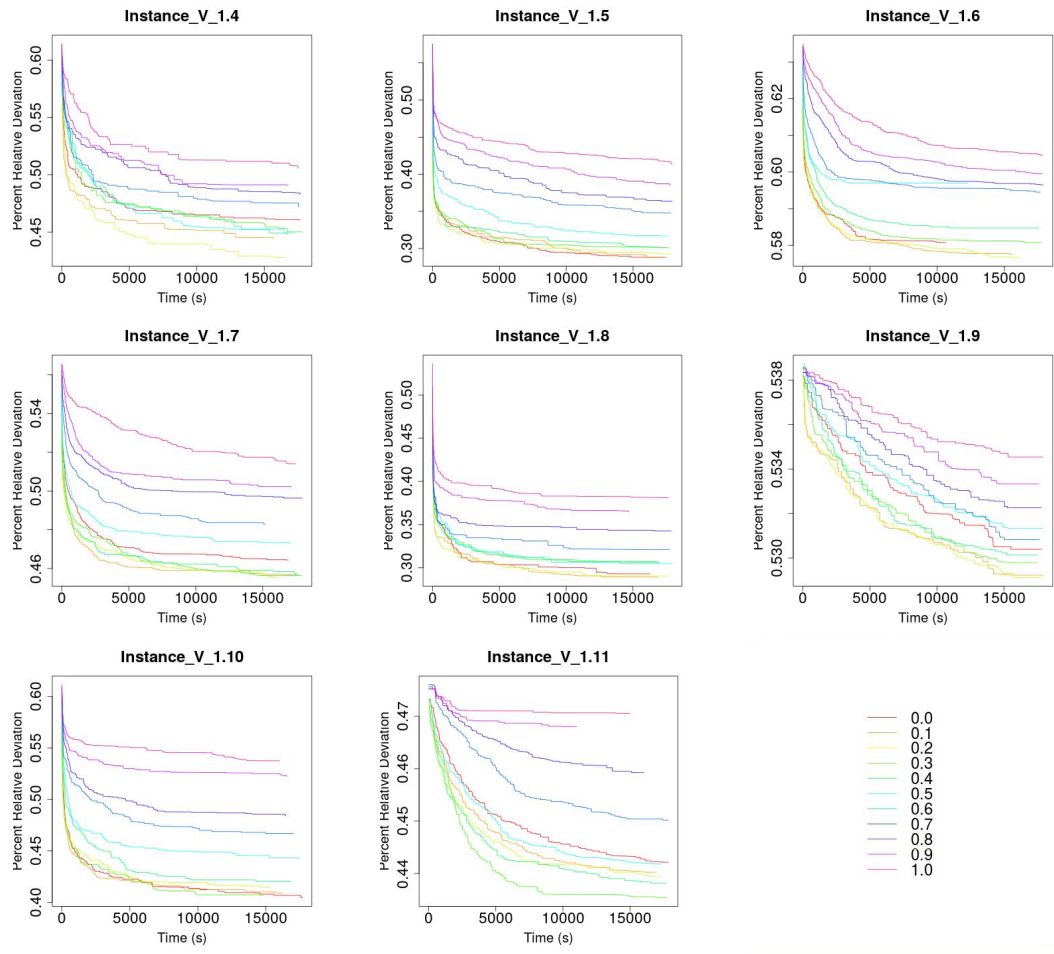 Instance_V_1.4
Percent Relative Deviation
0.60
0.55
0.50
0.45
0 5000 10000 15000
Time (s)
Instance_V_1.5
Percent Relative Deviation
0.50
0.40
0.30
0 5000 10000 15000
Time (s)
Instance_V_1.6
Percent Relative Deviation
0.62
0.60
0.58
0 5000 10000 15000
Time (s)
Instance_V_1.7
Percent Relative Deviation
0.54
0.50
0.46
0 5000 10000 15000
Time (s)
Instance_V_1.8
Percent Relative Deviation
0.50
0.45
0.40
0.35
0.30
0 5000 10000 15000
Time (s)
Instance_V_1.9
Percent Relative Deviation
0.538
0.534
0.530
0 5000 10000 15000
Time (s)
Instance_V_1.10
Percent Relative Deviation
0.60
0.55
0.50
0.45
0.40
0 5000 10000 15000
Time (s)
Instance_V_1.11
Percent Relative Deviation
0.47
0.46
0.45
0.44
0 5000 10000 15000
Time (s)
0.0
0.1
0.2
0.3
0.4
0.5
0.6
0.7
0.8
0.9
1.0